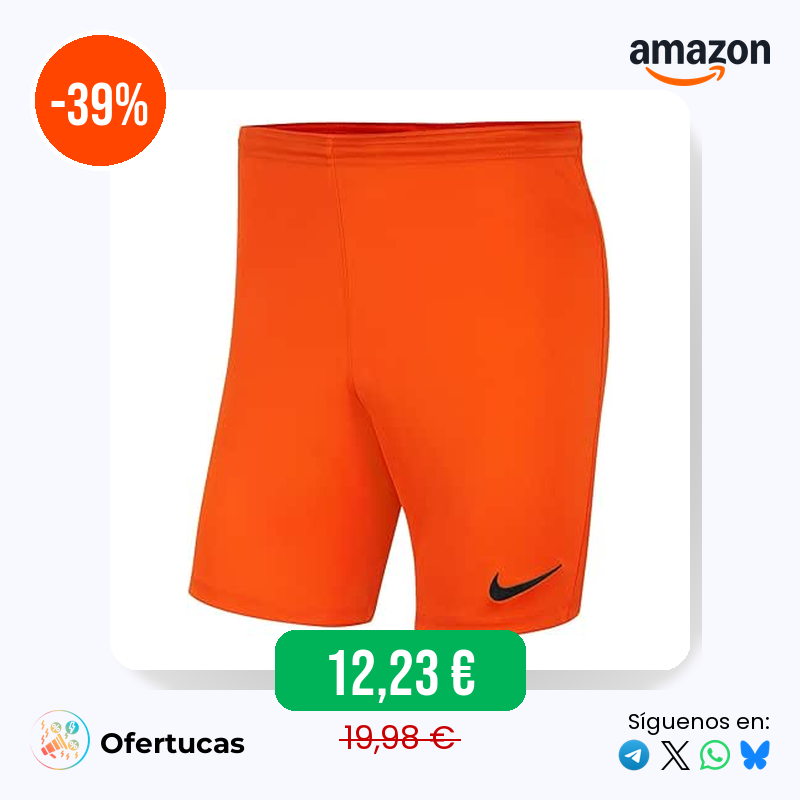 -39%
amazon
12,23 €
19,98 €
Ofertucas
Síguenos en: